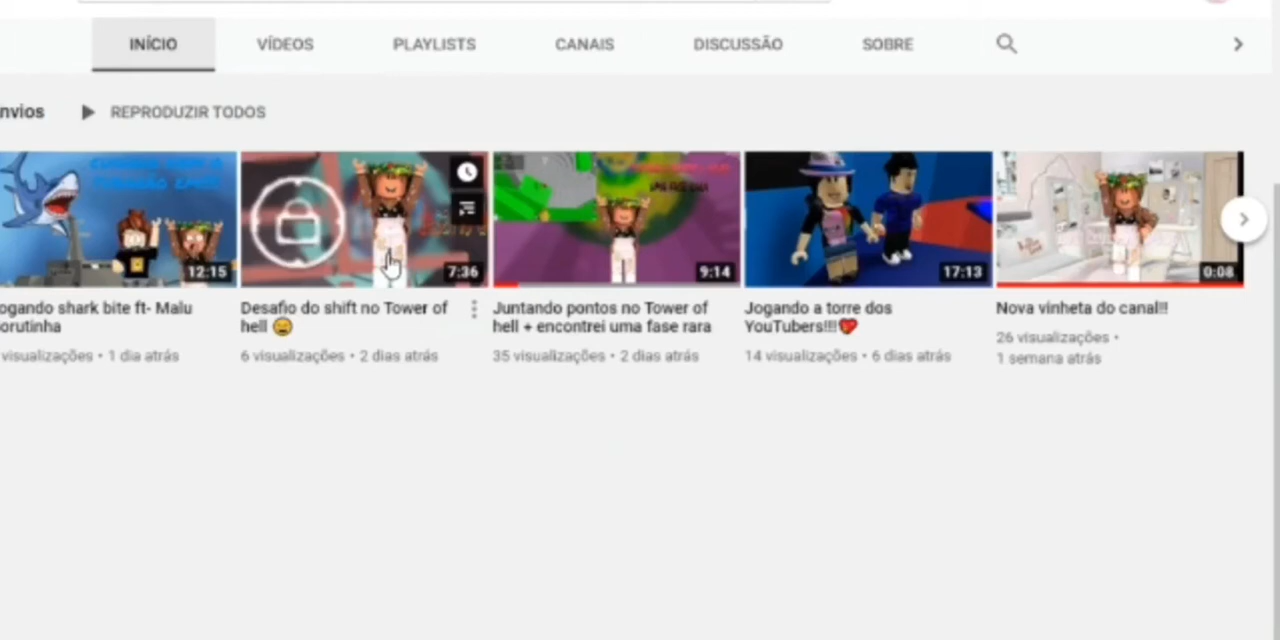 INÍCIO VÍDEOS PLAYLISTS CANAIS DISCUSSÃO SOBRE
nvios REPRODUZIR TODOS
12:15 7:36 9:14 17:13 0:08
ogando shark bite ft- Malu
orutinha
visualizações • 1 dia atrás
Desafio do shift no Tower of
hell 😅
6 visualizações • 2 dias atrás
Juntando pontos no Tower of
hell + encontrei uma fase rara
35 visualizações • 2 dias atrás
Jogando a torre dos
YouTubers!!!❤
14 visualizações • 6 dias atrás
Nova vinheta do canal!!
26 visualizações •
1 semana atrás